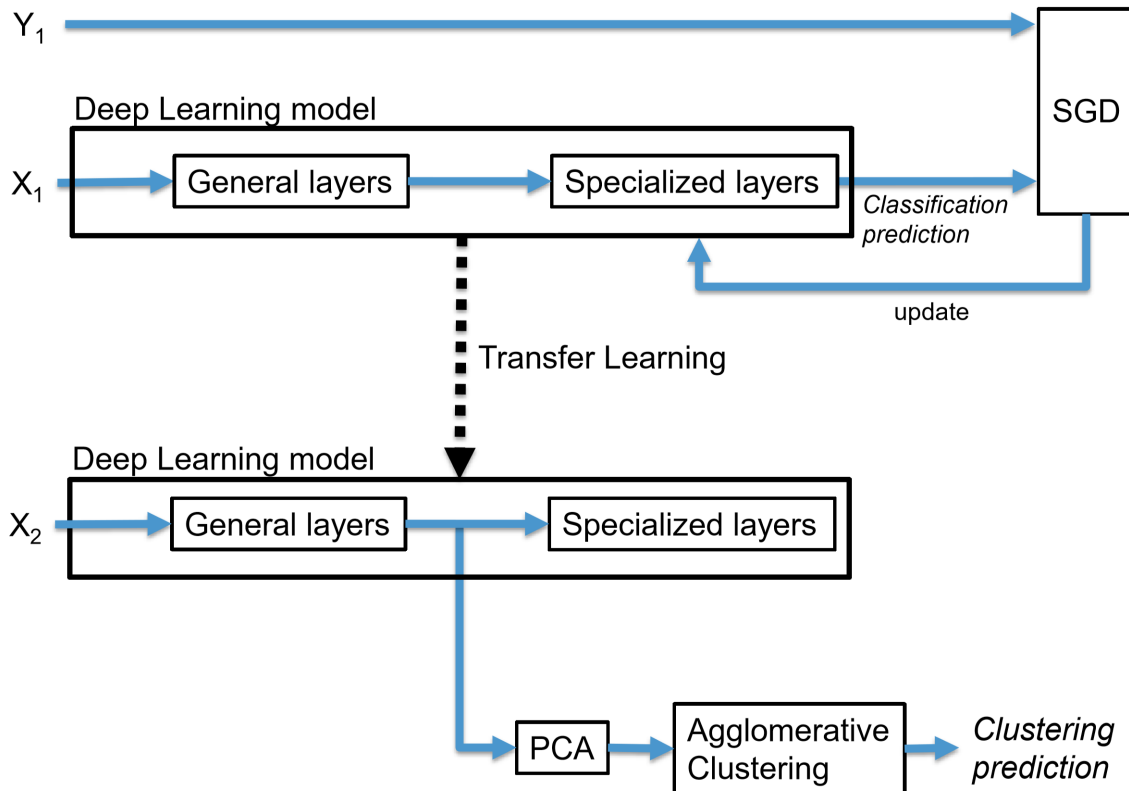 Y₁
Deep Learning model
SGD
X₁
General layers
Specialized layers
Classification
prediction
update
Transfer Learning
Deep Learning model
X₂
General layers
Specialized layers
PCA
Agglomerative
Clustering
Clustering
prediction